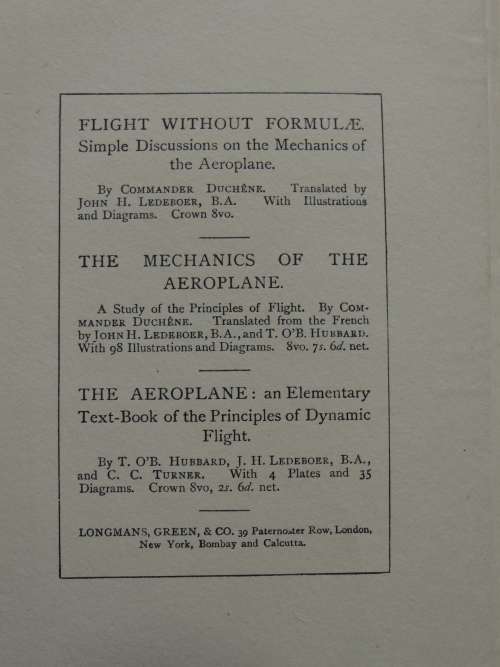 FLIGHT WITHOUT FORMULÆ.
Simple Discussions on the Mechanics of
the Aeroplane.
By COMMANDER DUCHÊNE. Translated by
JOHN H. LEDEBOER, B.A. With Illustrations
and Diagrams. Crown 8vo.
THE MECHANICS OF THE
AEROPLANE.
A Study of the Principles of Flight. By COM-
MANDER DUCHÊNE. Translated from the French
by JOHN H. LEDEBOER, B.A., and T. O'B. HUBBARD.
With 98 Illustrations and Diagrams. 8vo. 7s. 6d. net.
THE AEROPLANE: an Elementary
Text-Book of the Principles of Dynamic
Flight.
By T. O'B. HUBBARD, J. H. LEDEBOER, B.A.,
and C. C. TURNER. With 4 Plates and 35
Diagrams. Crown 8vo, 2s. 6d. net.
LONGMANS, GREEN, & CO. 39 Paternoster Row, London,
New York, Bombay and Calcutta.